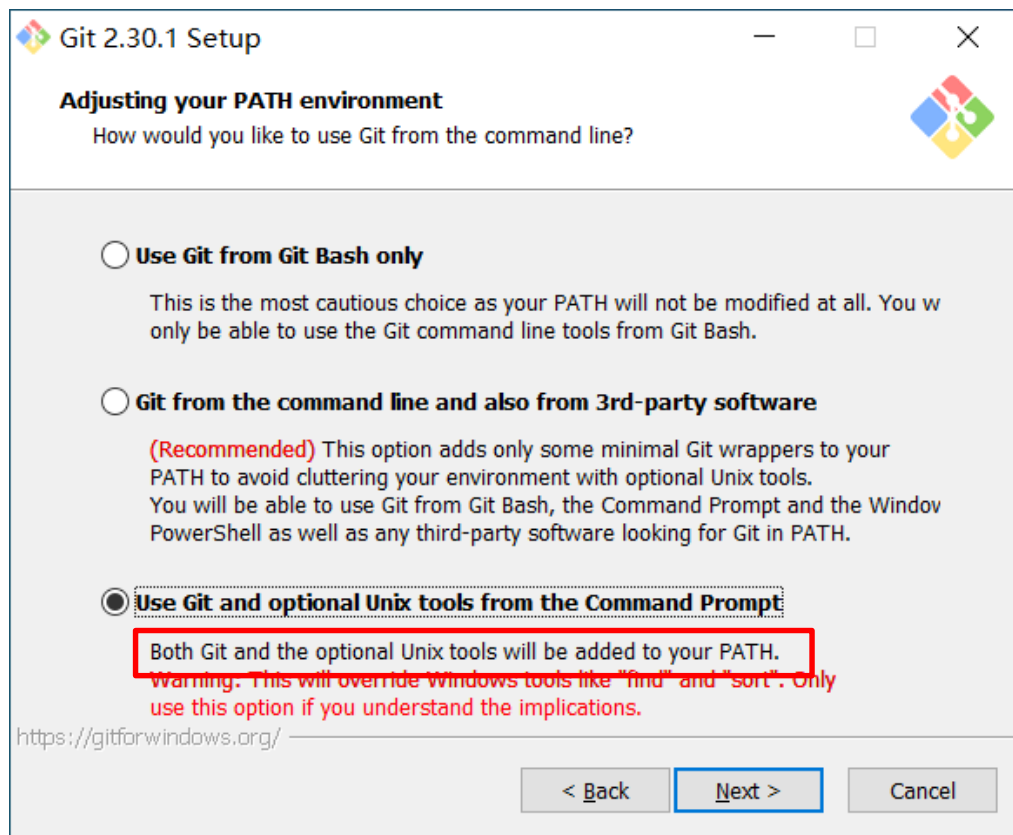 Git 2.30.1 Setup
Adjusting your PATH environment
How would you like to use Git from the command line?
Use Git from Git Bash only
This is the most cautious choice as your PATH will not be modified at all. You w
only be able to use the Git command line tools from Git Bash.
Git from the command line and also from 3rd-party software
(Recommended) This option adds only some minimal Git wrappers to your
PATH to avoid cluttering your environment with optional Unix tools.
You will be able to use Git from Git Bash, the Command Prompt and the Window
PowerShell as well as any third-party software looking for Git in PATH.
Use Git and optional Unix tools from the Command Prompt
Both Git and the optional Unix tools will be added to your PATH.
Warning: This will override Windows tools like "find" and "sort". Only
use this option if you understand the implications.
https://gitforwindows.org/
< Back
Next >
Cancel